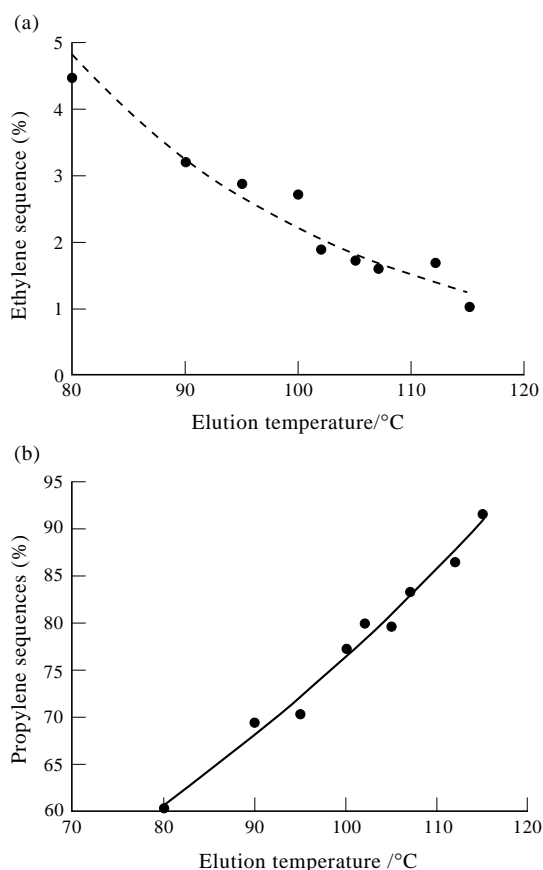 (a)
5
4
3
2
1
0
Ethylene sequence (%)
80 90 100 110 120
Elution temperature/°C
(b)
95
90
85
80
75
70
65
60
Propylene sequences (%)
70 80 90 100 110 120
Elution temperature /°C